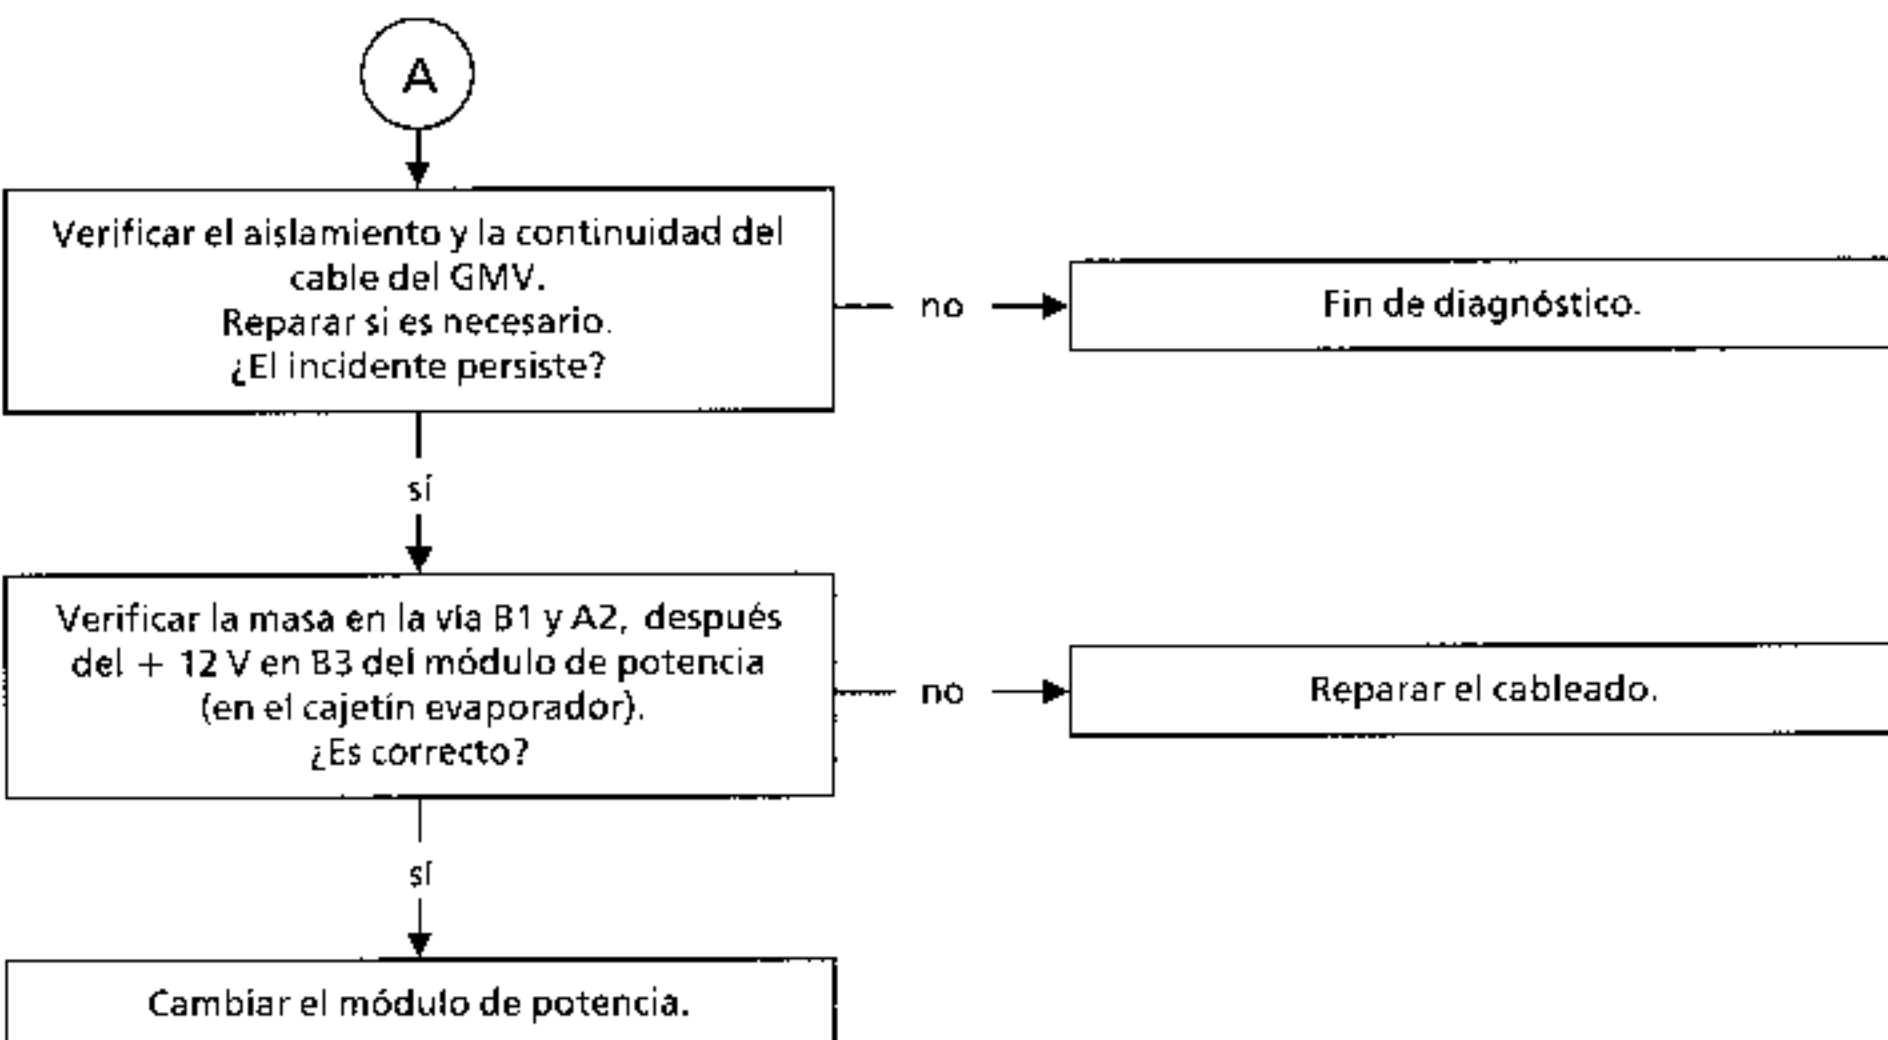 A
Verificar el aislamiento y la continuidad del
cable del GMV.
Reparar si es necesario.
¿El incidente persiste?
no
Fin de diagnóstico.
sí
Verificar la masa en la vía B1 y A2, después
del + 12 V en B3 del módulo de potencia
(en el cajetín evaporador).
¿Es correcto?
no
Reparar el cableado.
sí
Cambiar el módulo de potencia.